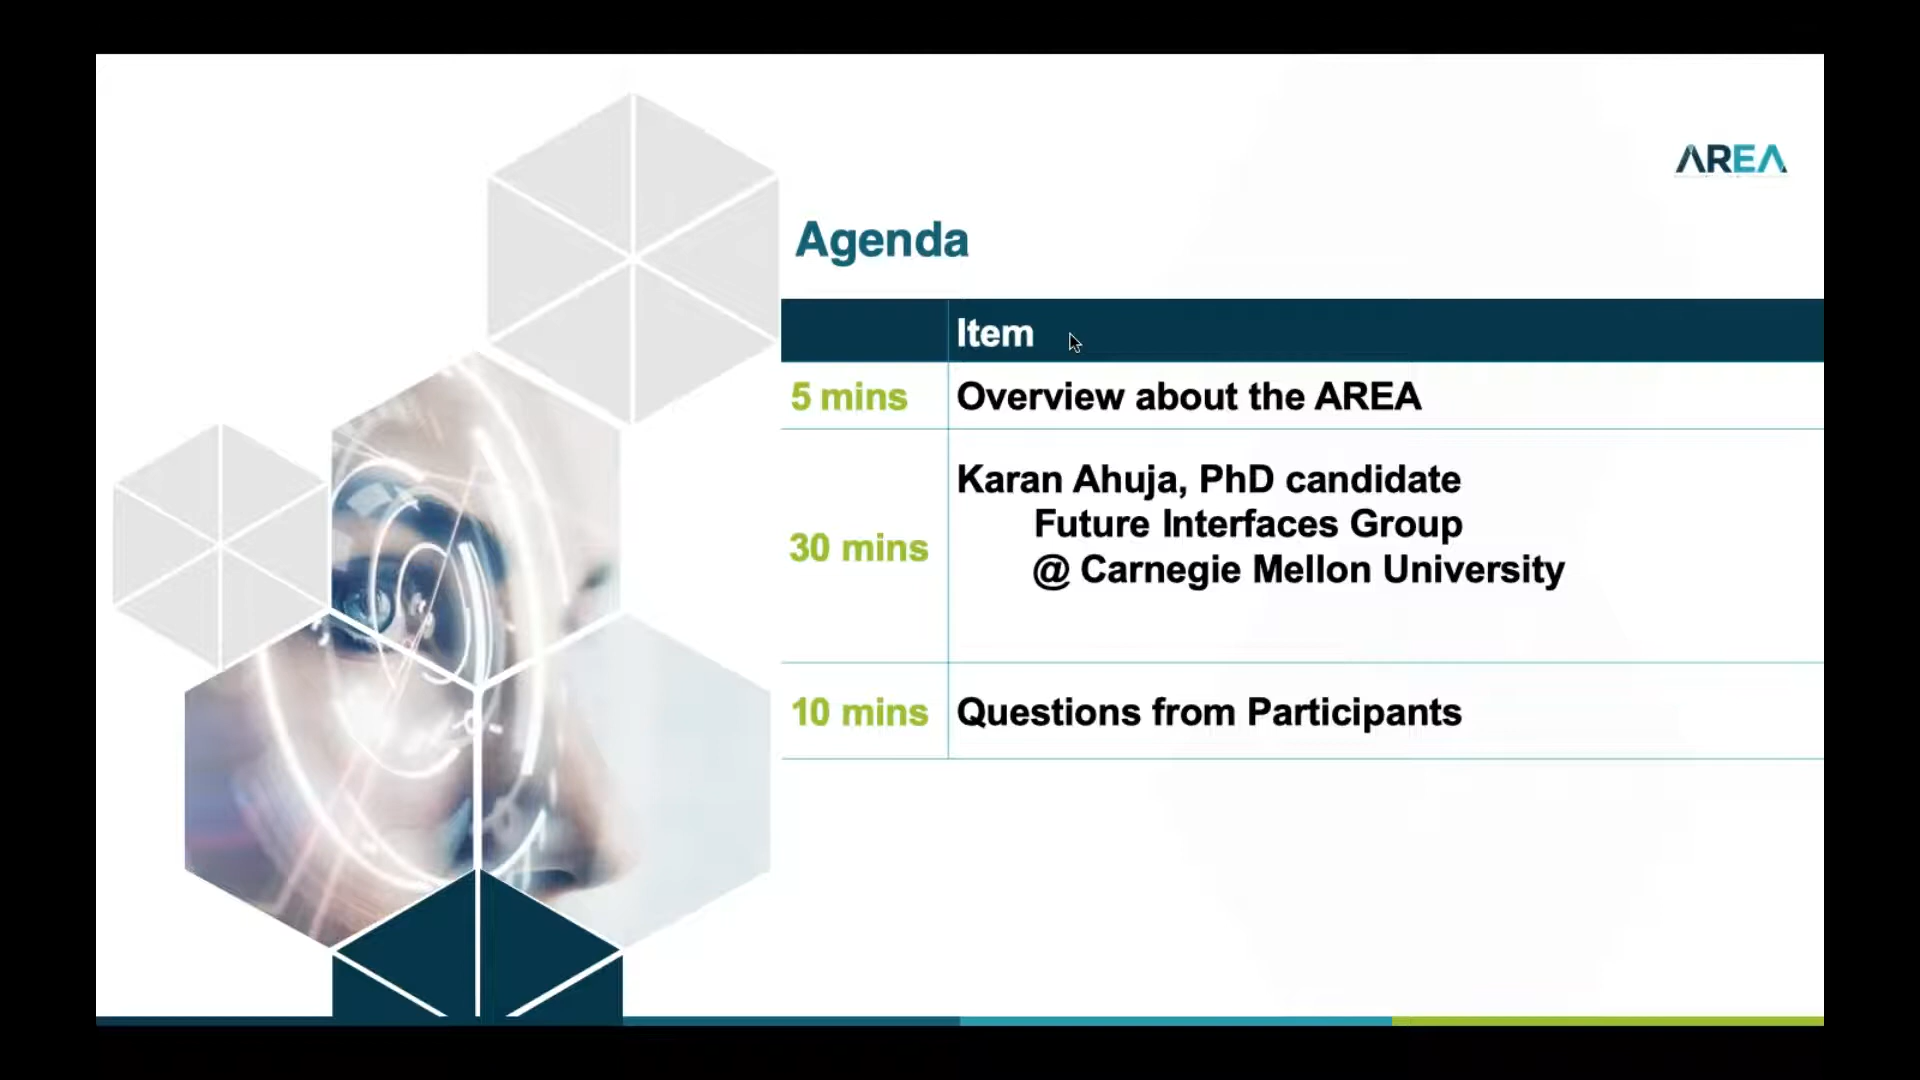 AREA
Agenda
Item
5 mins Overview about the AREA
Karan Ahuja, PhD candidate
Future Interfaces Group
30 mins
@ Carnegie Mellon University
10 mins Questions from Participants